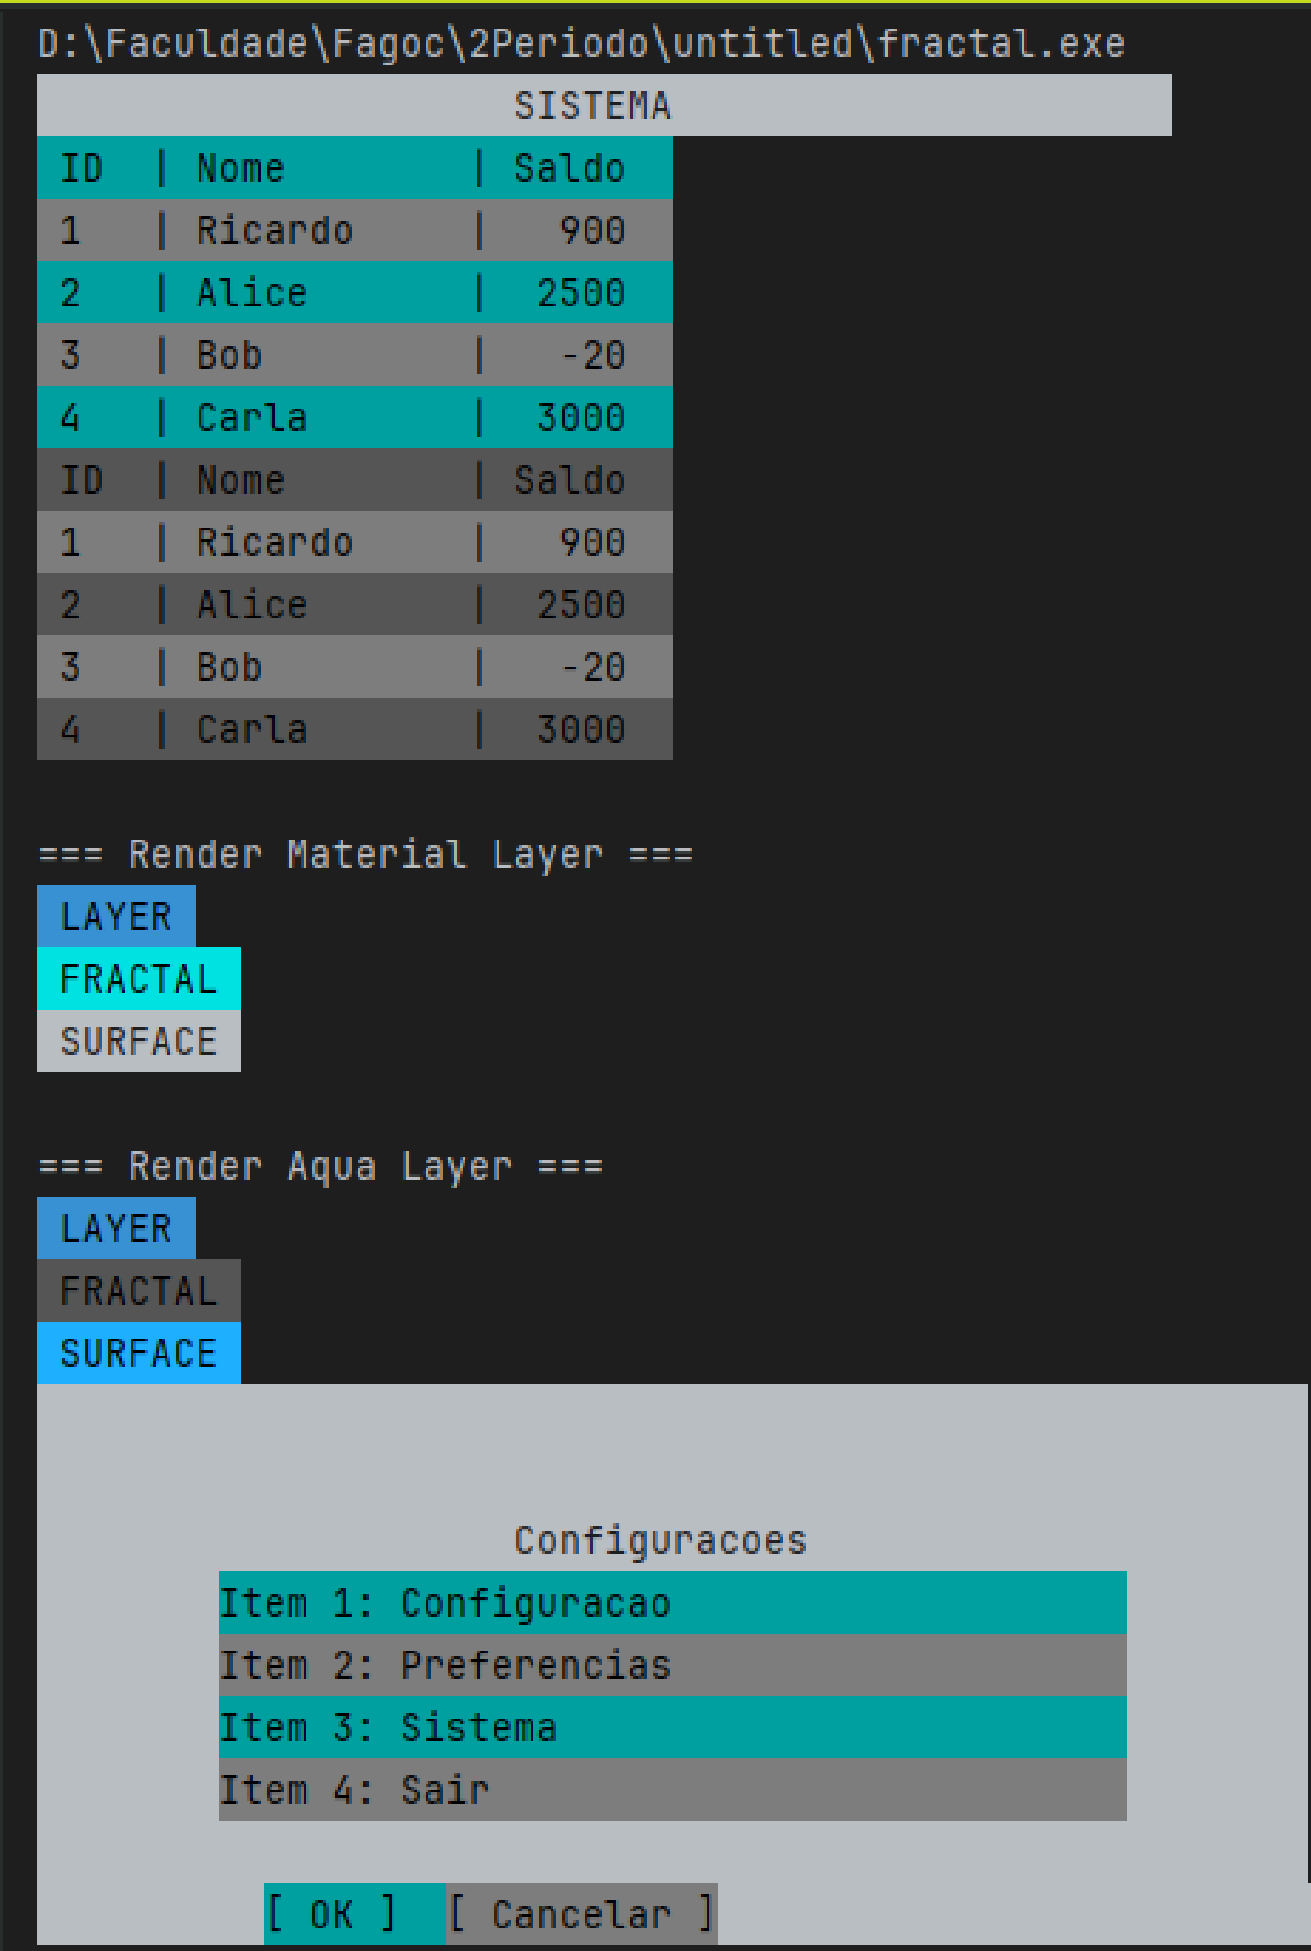 D:\Faculdade\Fagoc\2Periodo\untitled\fractal.exe
SISTEMA
ID | Nome | Saldo
1 | Ricardo | 900
2 | Alice | 2500
3 | Bob | -20
4 | Carla | 3000
ID | Nome | Saldo
1 | Ricardo | 900
2 | Alice | 2500
3 | Bob | -20
4 | Carla | 3000
=== Render Material Layer ===
LAYER
FRACTAL
SURFACE
=== Render Aqua Layer ===
LAYER
FRACTAL
SURFACE
Configuracoes
Item 1: Configuracao
Item 2: Preferencias
Item 3: Sistema
Item 4: Sair
[ OK ] [ Cancelar ]